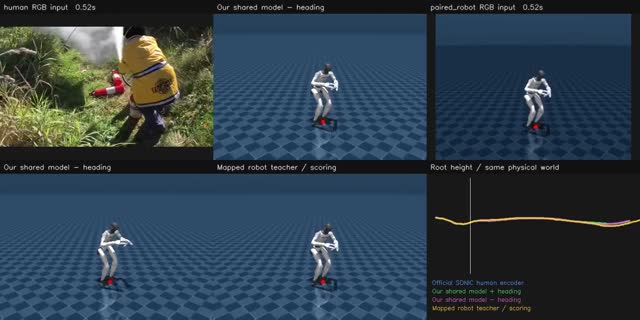 human RGB input 0.52s
Our shared model — heading
paired_robot RGB input 0.52s
Our shared model — heading
Mapped robot teacher / scoring
Root height / same physical world
Official SONIC human encoder
Our shared model + heading
Our shared model — heading
Mapped robot teacher / scoring